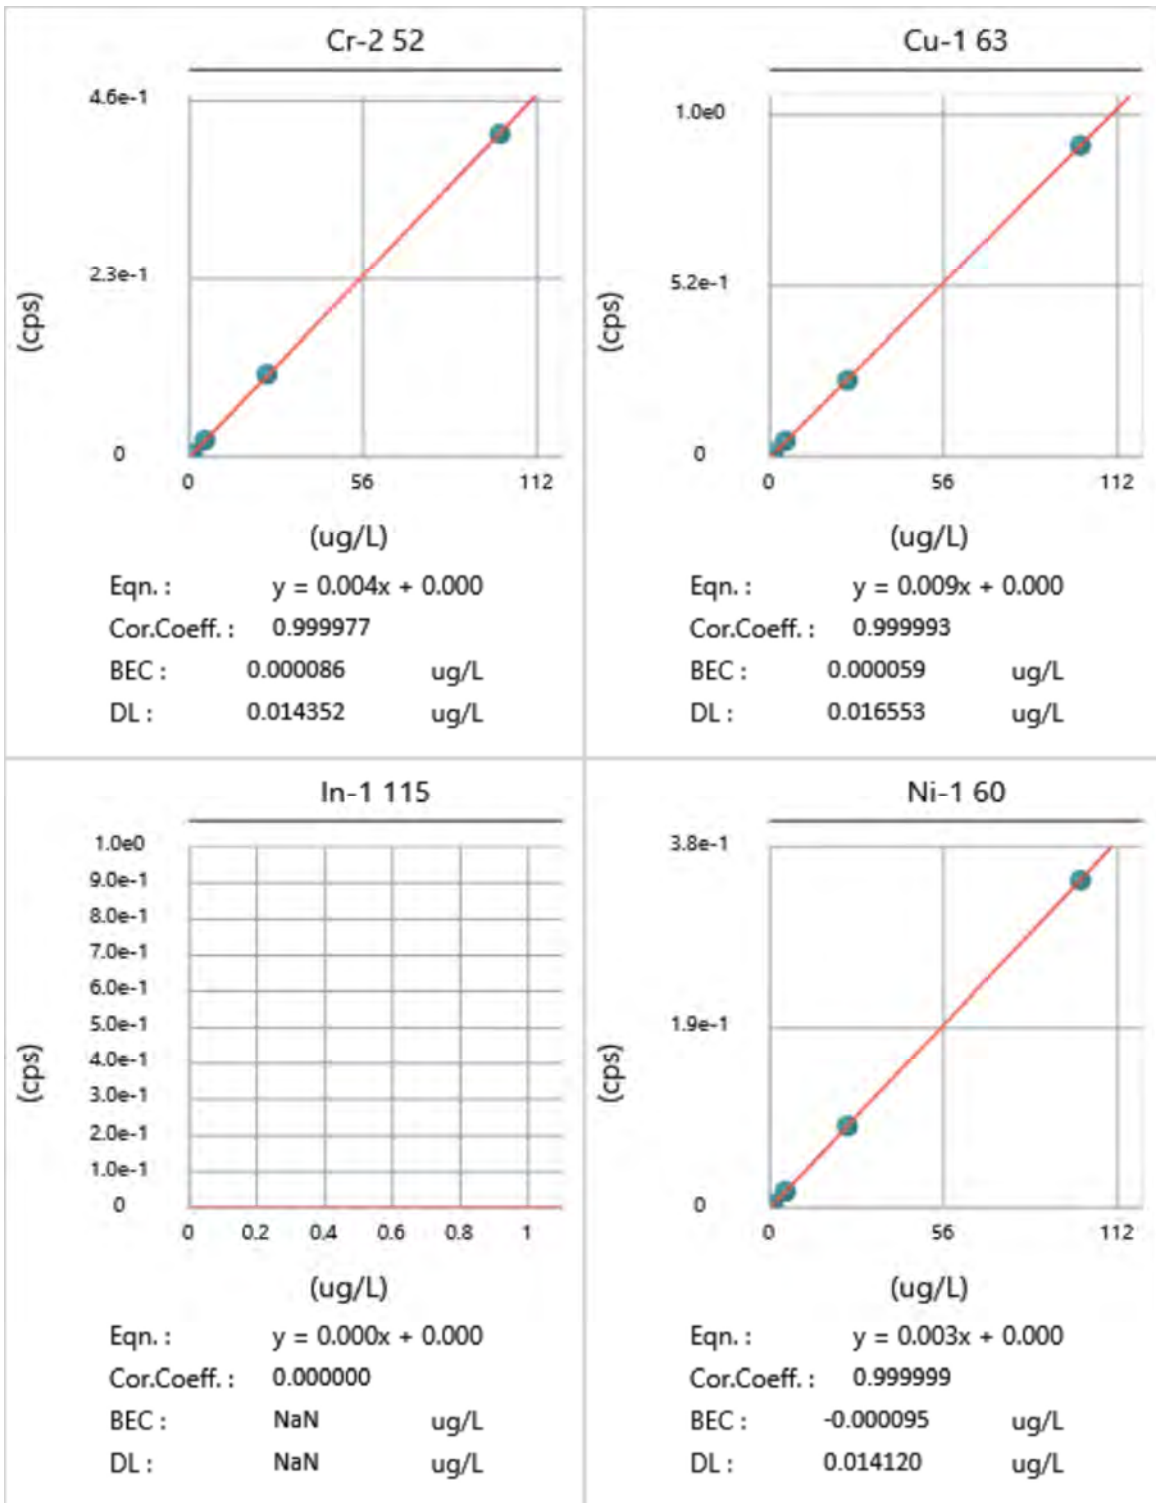 Cr-2 52
4.6e-1
2.3e-1
0
(cps)
0 56 112
(ug/L)
Eqn. : y = 0.004x + 0.000
Cor.Coeff. : 0.999977
BEC : 0.000086 ug/L
DL : 0.014352 ug/L
Cu-1 63
1.0e0
5.2e-1
0
(cps)
0 56 112
(ug/L)
Eqn. : y = 0.009x + 0.000
Cor.Coeff. : 0.999993
BEC : 0.000059 ug/L
DL : 0.016553 ug/L
In-1 115
1.0e0
9.0e-1
8.0e-1
7.0e-1
6.0e-1
5.0e-1
4.0e-1
3.0e-1
2.0e-1
1.0e-1
0
(cps)
0 0.2 0.4 0.6 0.8 1
(ug/L)
Eqn. : y = 0.000x + 0.000
Cor.Coeff. : 0.000000
BEC : NaN ug/L
DL : NaN ug/L
Ni-1 60
3.8e-1
1.9e-1
0
(cps)
0 56 112
(ug/L)
Eqn. : y = 0.003x + 0.000
Cor.Coeff. : 0.999999
BEC : -0.000095 ug/L
DL : 0.014120 ug/L